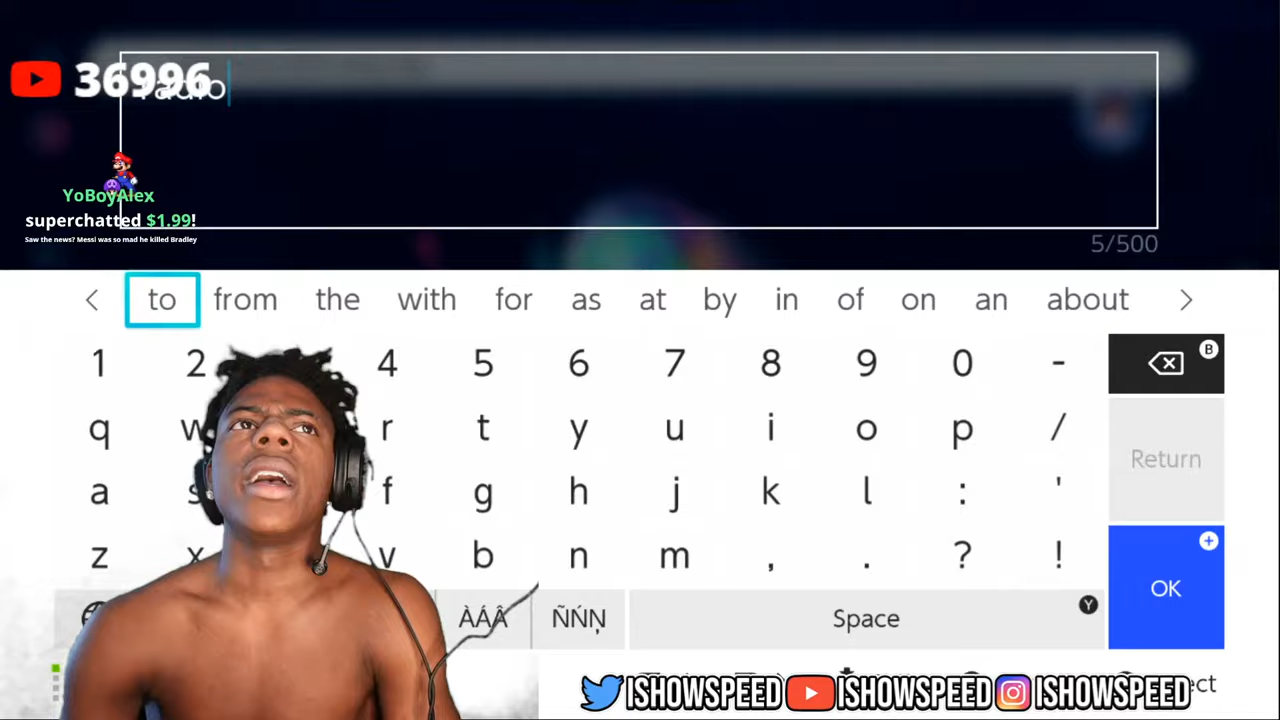 36996
radio
YoBoyAlex
superchatted $1.99!
Saw the news? Messi was so mad he killed Bradley
5/500
< to from the with for as at by in of on an about >
1 2 4 5 6 7 8 9 0 - B
q w r t y u i o p / Return
a s f g h j k l : '
z x v b n m , . ? ! + OK
ÀÁÂ ÑŃŅ Space Y
ISHOWSPEED ISHOWSPEED ISHOWSPEED